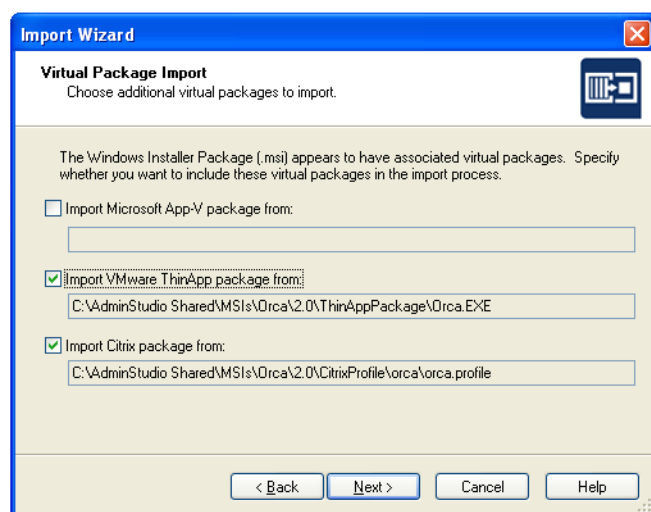 Import Wizard
Virtual Package Import
Choose additional virtual packages to import.
The Windows Installer Package (.msi) appears to have associated virtual packages. Specify
whether you want to include these virtual packages in the import process.
Import Microsoft App-V package from:
Import VMware ThinApp package from:
C:\AdminStudio Shared\MSIs\Orca\2.0\ThinAppPackage\Orca.EXE
Import Citrix package from:
C:\AdminStudio Shared\MSIs\Orca\2.0\CitrixProfile\orca\orca.profile
< Back Next > Cancel Help